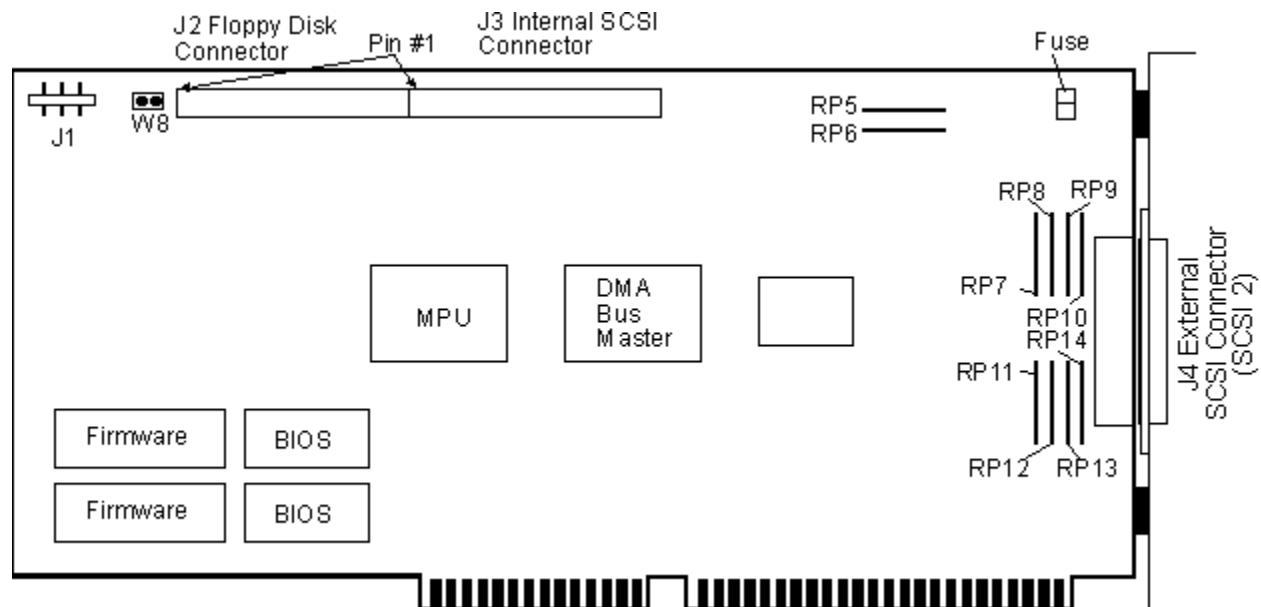 J2 Floppy Disk
Connector
Pin #1
J3 Internal SCSI
Connector
Fuse
J1
W8
RP5
RP6
RP8
RP9
RP7
RP10
RP14
RP11
RP12
RP13
J4 External
SCSI Connector
(SCSI 2)
MPU
DMA
Bus
Master
Firmware
BIOS
Firmware
BIOS